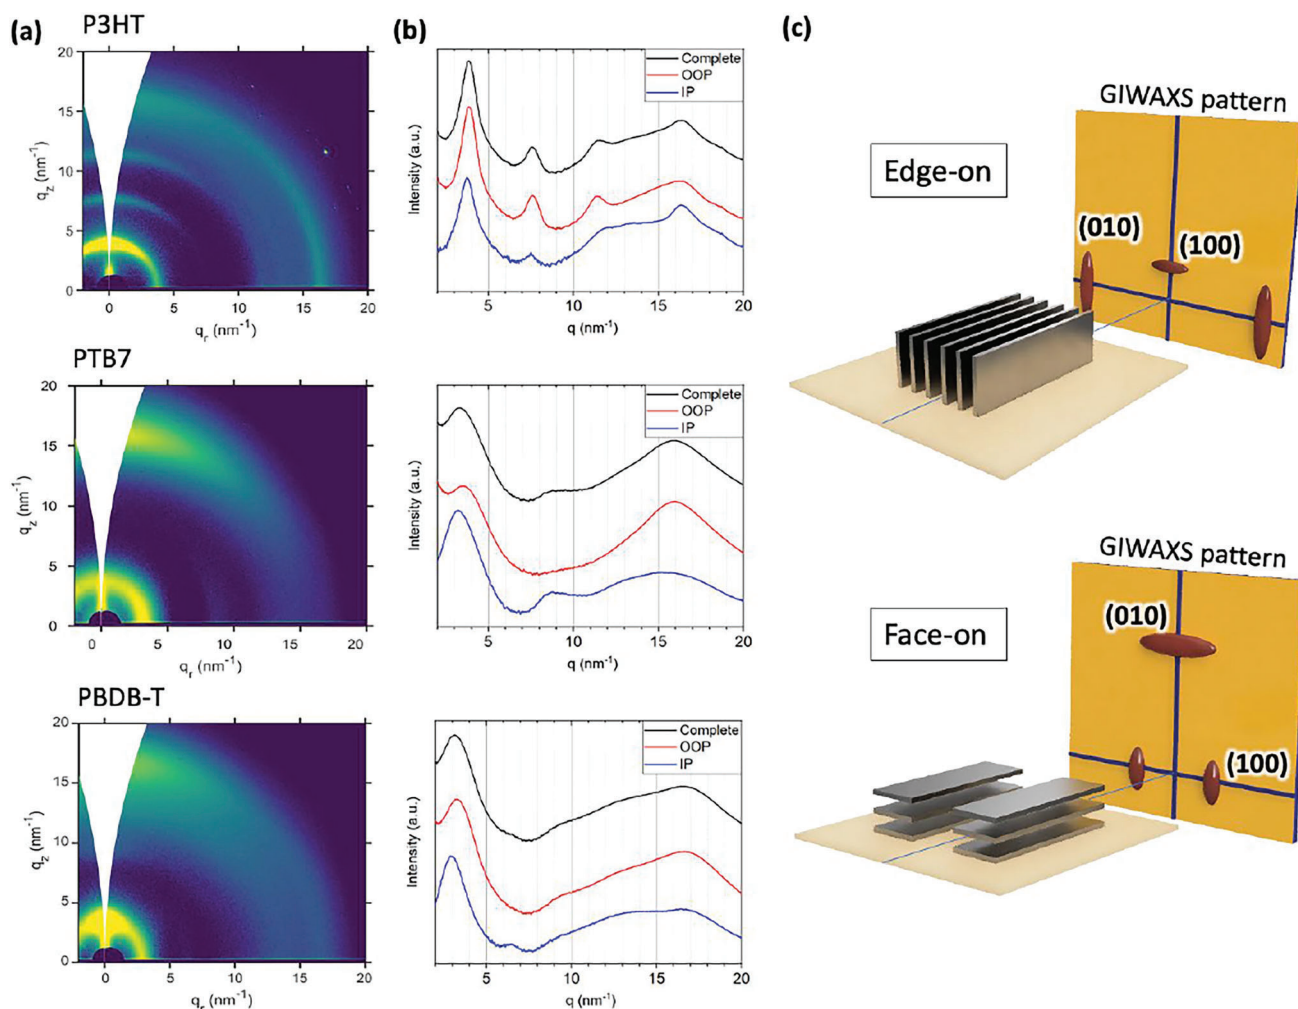 (a)
P3HT
20
15
10
5
0
q_z (nm⁻¹)
0 5 10 15 20
q_r (nm⁻¹)
PTB7
20
15
10
5
0
q_z (nm⁻¹)
0 5 10 15 20
q_r (nm⁻¹)
PBDB-T
20
15
10
5
0
q_z (nm⁻¹)
0 5 10 15 20
q_r (nm⁻¹)
(b)
Complete
OOP
IP
Intensity (a.u.)
5 10 15 20
q (nm⁻¹)
Complete
OOP
IP
Intensity (a.u.)
5 10 15 20
q (nm⁻¹)
Complete
OOP
IP
Intensity (a.u.)
5 10 15 20
q (nm⁻¹)
(c)
GIWAXS pattern
Edge-on
(010)
(100)
GIWAXS pattern
Face-on
(010)
(100)